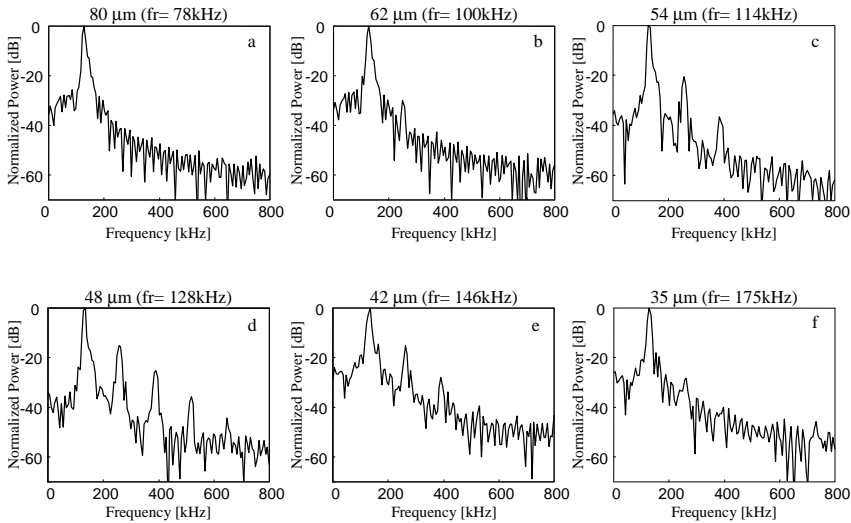 80 μm (fr= 78kHz)
a
Normalized Power [dB]
0
-20
-40
-60
0 200 400 600 800
Frequency [kHz]
62 μm (fr= 100kHz)
b
Normalized Power [dB]
0
-20
-40
-60
0 200 400 600 800
Frequency [kHz]
54 μm (fr= 114kHz)
c
Normalized Power [dB]
0
-20
-40
-60
0 200 400 600 800
Frequency [kHz]
48 μm (fr= 128kHz)
d
Normalized Power [dB]
0
-20
-40
-60
0 200 400 600 800
Frequency [kHz]
42 μm (fr= 146kHz)
e
Normalized Power [dB]
0
-20
-40
-60
0 200 400 600 800
Frequency [kHz]
35 μm (fr= 175kHz)
f
Normalized Power [dB]
0
-20
-40
-60
0 200 400 600 800
Frequency [kHz]